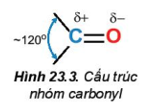 δ+ δ–
~120° C=O
Hình 23.3. Cấu trúc
nhóm carbonyl